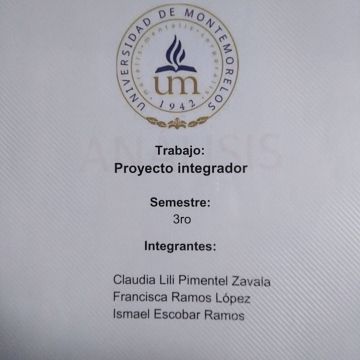 UNIVERSIDAD DE MONTEMORELOS
um
1942
Trabajo:
Proyecto integrador
Semestre:
3ro
Integrantes:
Claudia Lili Pimentel Zavala
Francisca Ramos López
Ismael Escobar Ramos